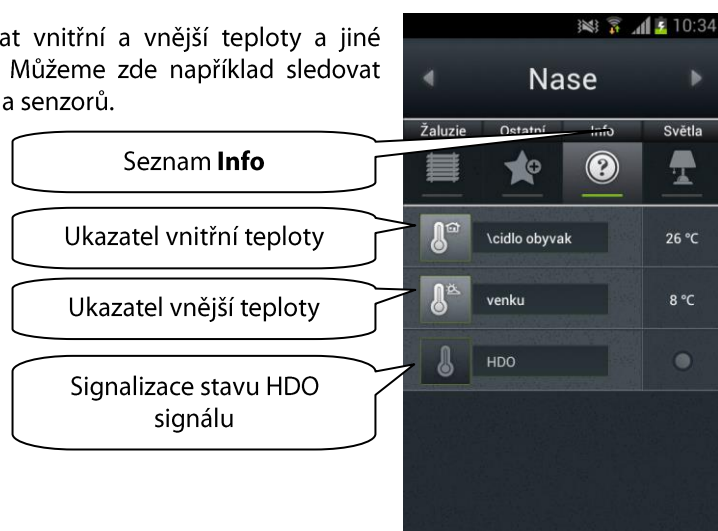 at vnitřní a vnější teploty a jiné
Můžeme zde například sledovat
a senzorů.
Seznam Info
Ukazatel vnitřní teploty
Ukazatel vnější teploty
Signalizace stavu HDO
signálu
10:34
Nase
Žaluzie Ostatní Info Světla
\cidlo obyvak 26 °C
venku 8 °C
HDO